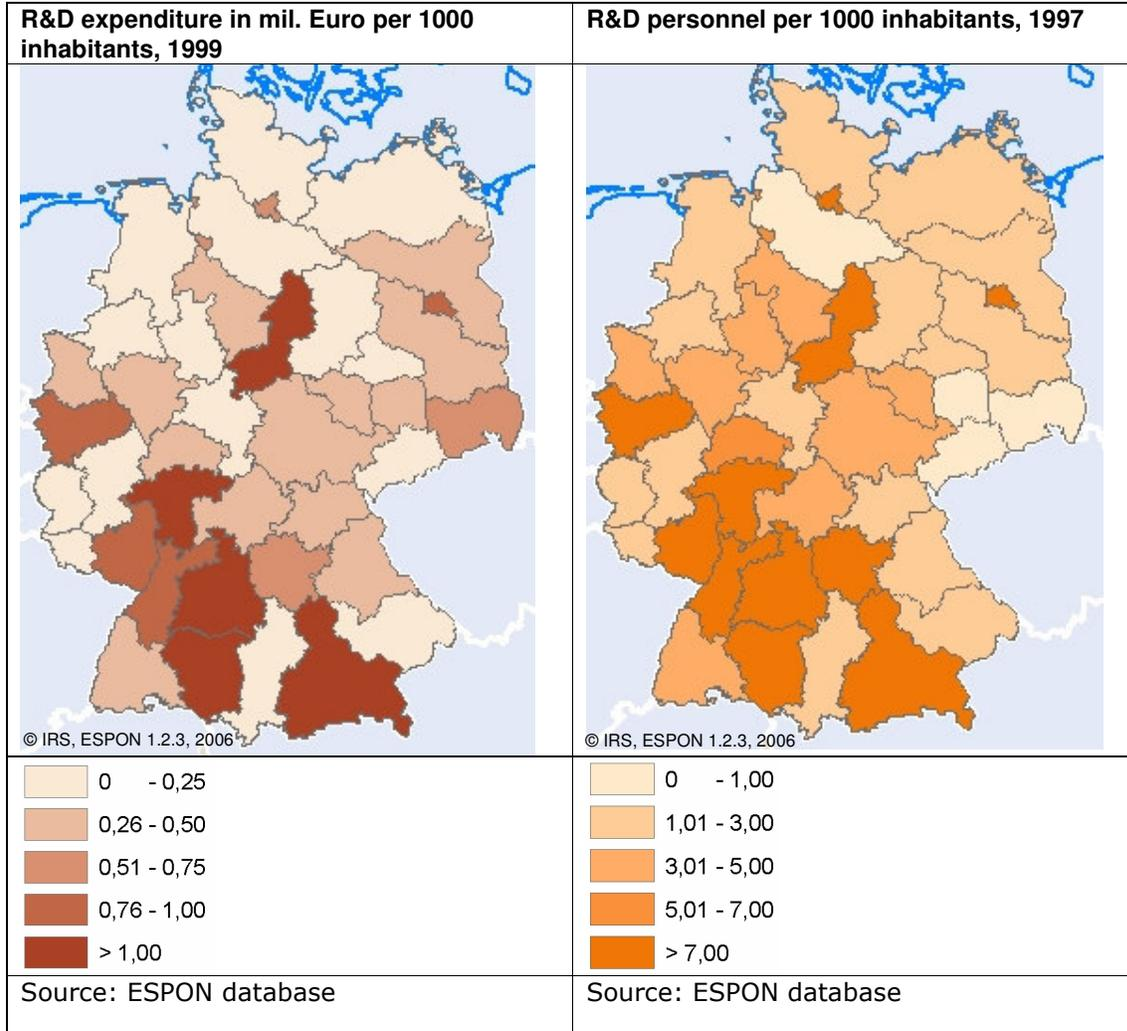 R&D expenditure in mil. Euro per 1000
inhabitants, 1999
R&D personnel per 1000 inhabitants, 1997
© IRS, ESPON 1.2.3, 2006
© IRS, ESPON 1.2.3, 2006
0 - 0,25
0,26 - 0,50
0,51 - 0,75
0,76 - 1,00
> 1,00
0 - 1,00
1,01 - 3,00
3,01 - 5,00
5,01 - 7,00
> 7,00
Source: ESPON database
Source: ESPON database